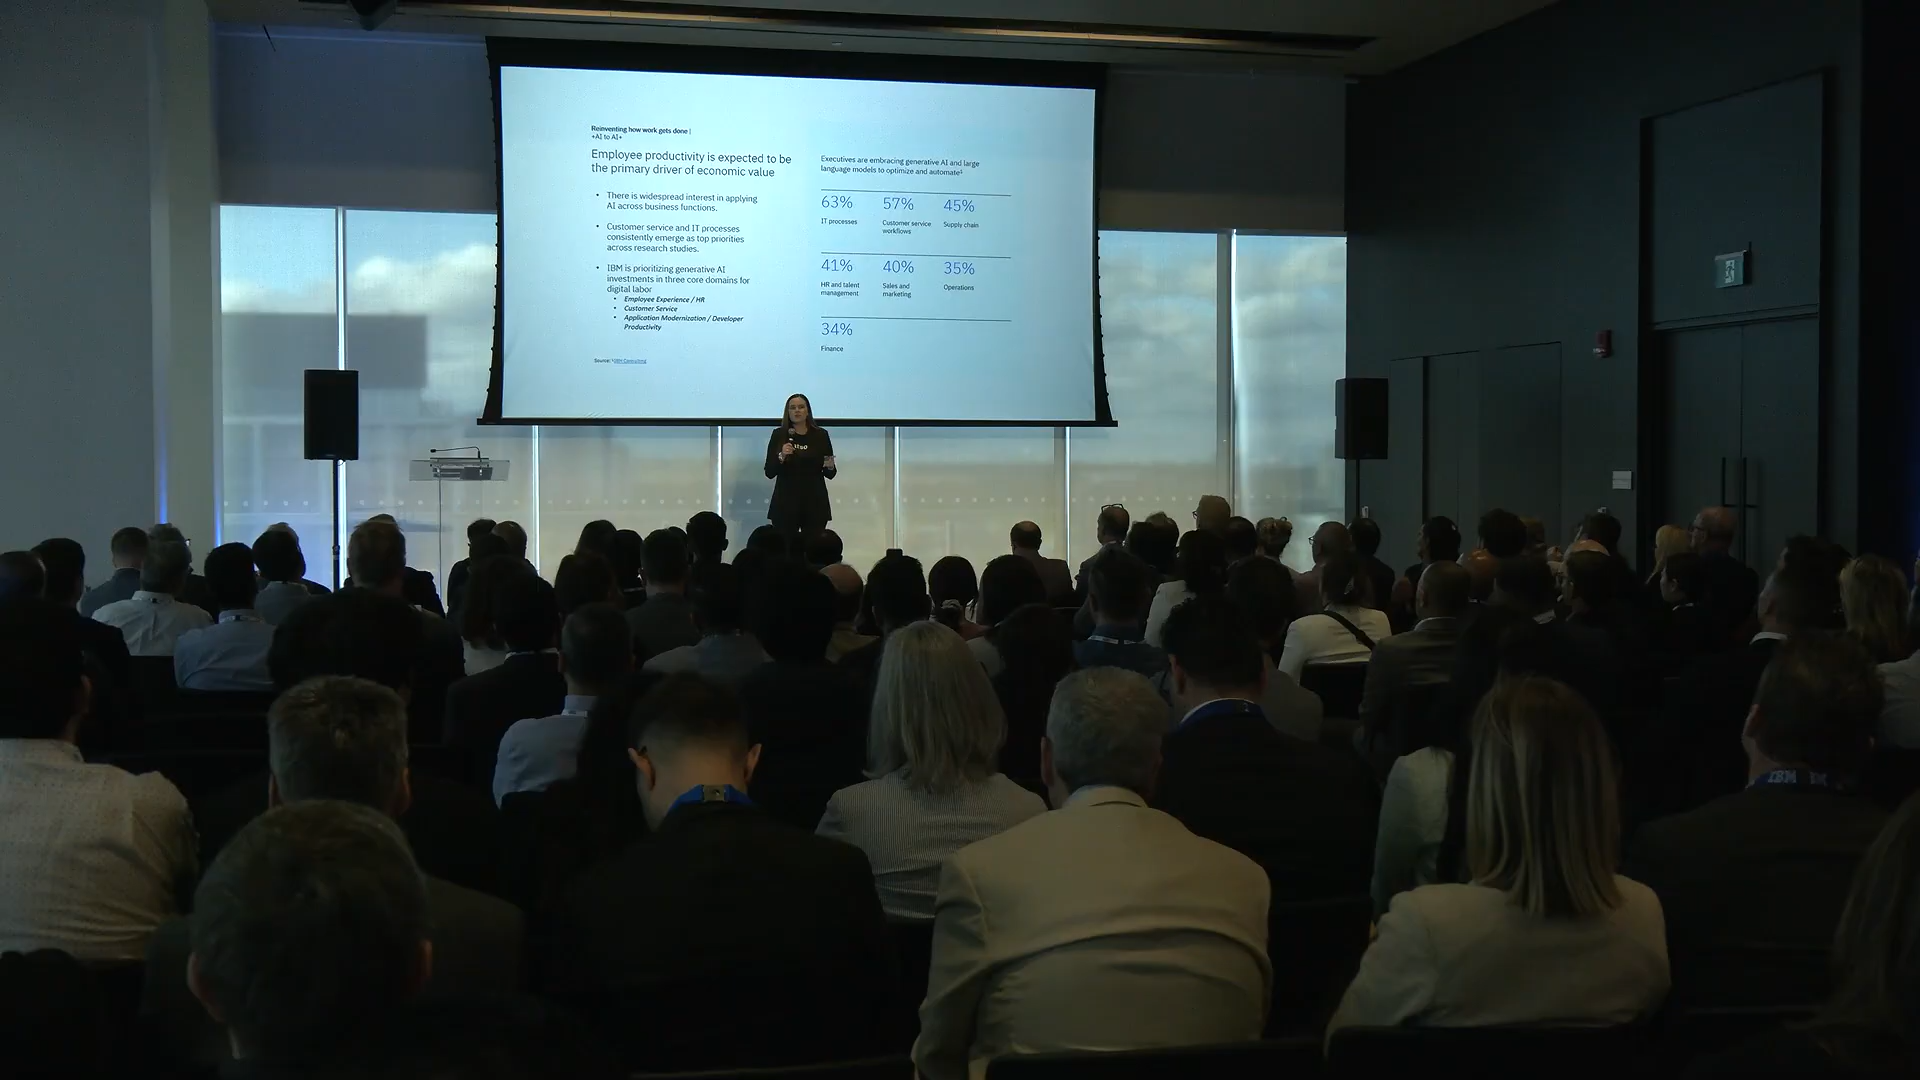 Reinventing how work gets done |
+AI to AI+
Employee productivity is expected to be
the primary driver of economic value
• There is widespread interest in applying
AI across business functions.
• Customer service and IT processes
consistently emerge as top priorities
across research studies.
• IBM is prioritizing generative AI
investments in three core domains for
digital labor
• Employee Experience / HR
• Customer Service
• Application Modernization / Developer
Productivity
Source: ¹IBM Consulting
Executives are embracing generative AI and large
language models to optimize and automate¹
63% 57% 45%
IT processes Customer service Supply chain
workflows
41% 40% 35%
HR and talent Sales and Operations
management marketing
34%
Finance
IBM